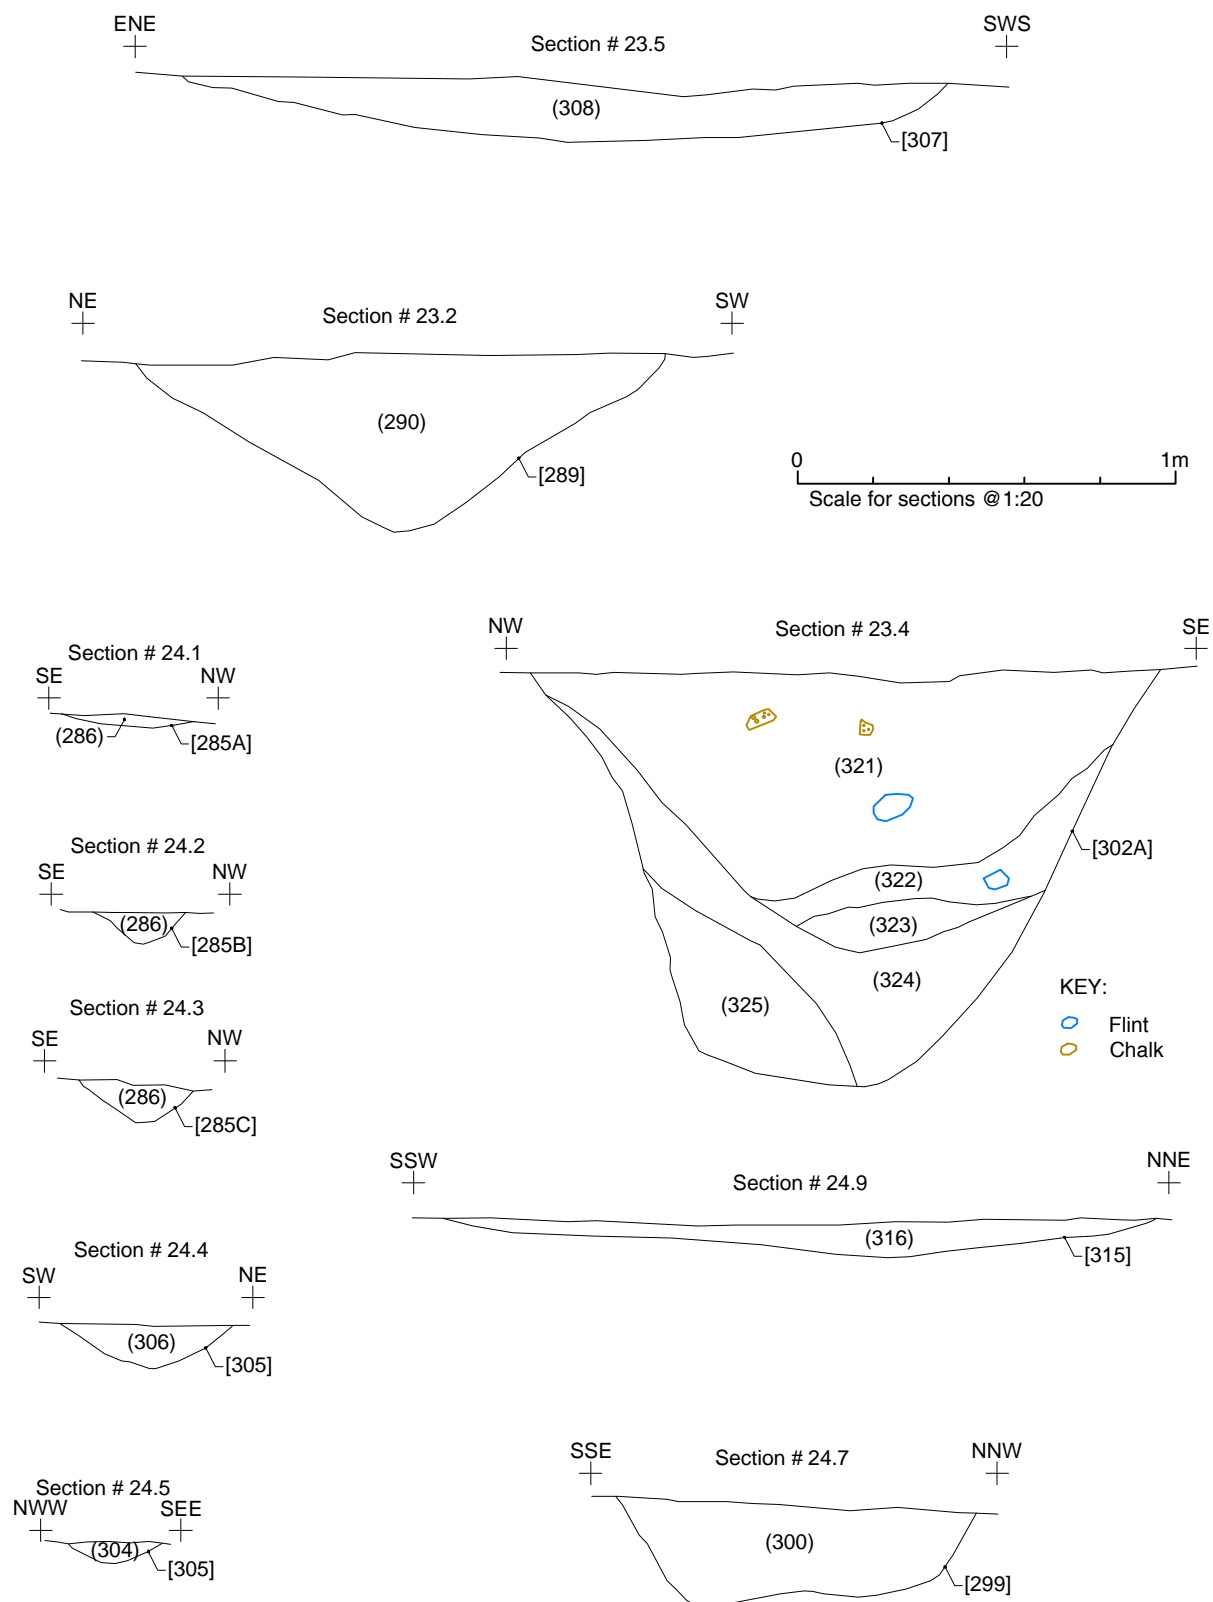 ENE
Section # 23.5
SWS
(308)
[307]
NE
Section # 23.2
SW
(290)
[289]
0
1m
Scale for sections @1:20
NW
Section # 23.4
SE
(321)
(322)
[302A]
(323)
(324)
(325)
KEY:
Flint
Chalk
Section # 24.1
SE
NW
(286)
[285A]
Section # 24.2
SE
NW
(286)
[285B]
Section # 24.3
SE
NW
(286)
[285C]
SSW
Section # 24.9
NNE
(316)
[315]
Section # 24.4
SW
NE
(306)
[305]
Section # 24.5
NWW
SEE
(304)
[305]
SSE
Section # 24.7
NNW
(300)
[299]